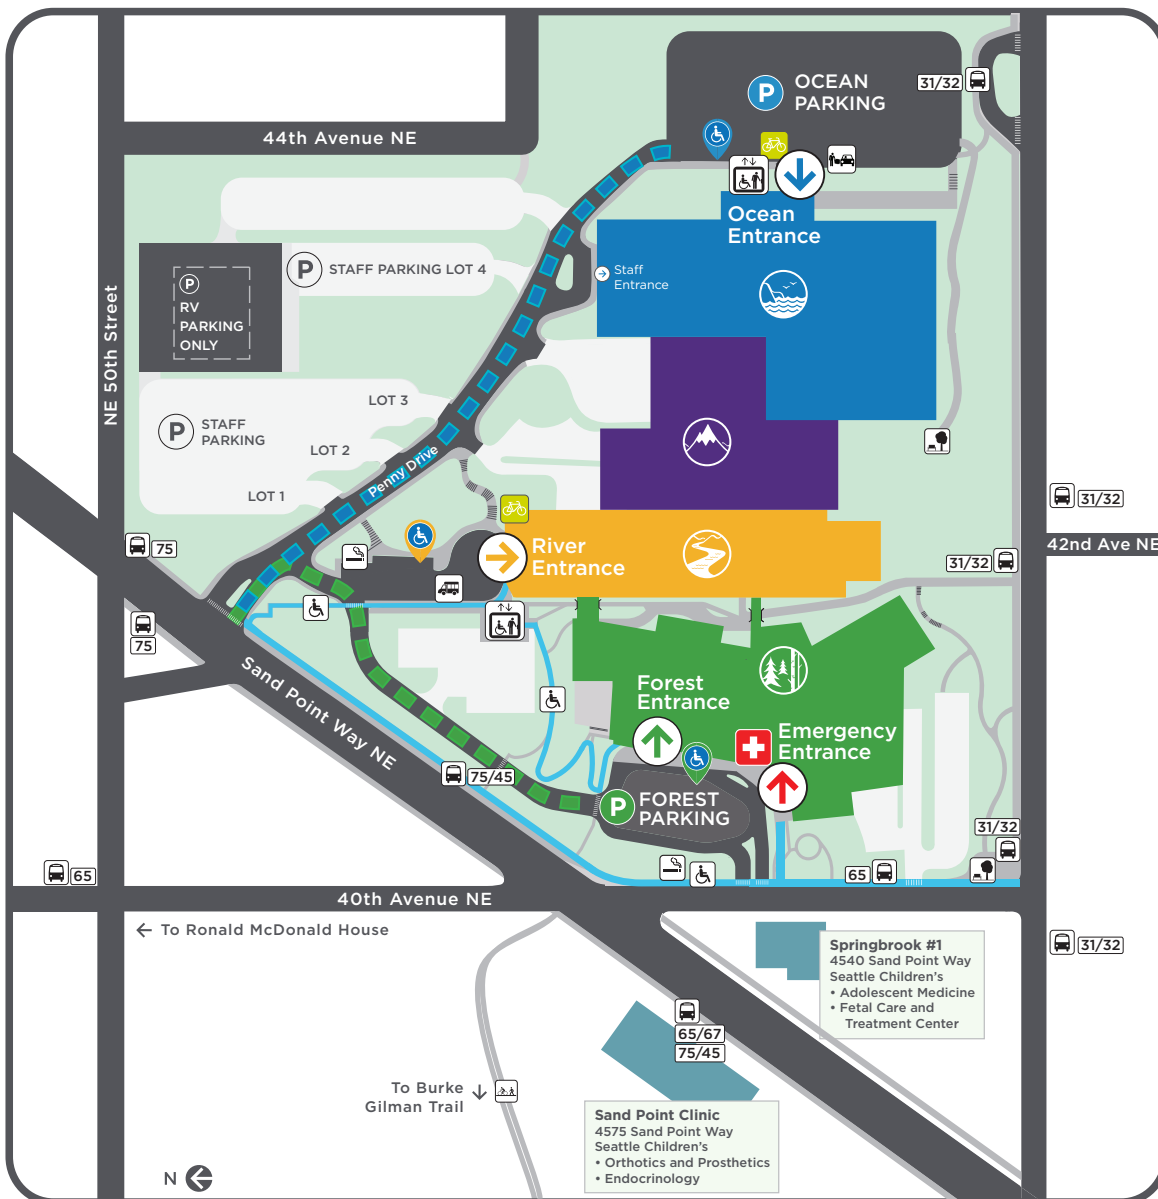 P
OCEAN
PARKING
31/32
44th Avenue NE
Ocean
Entrance
P
STAFF PARKING LOT 4
Staff
Entrance
P
RV
PARKING
ONLY
NE 50th Street
LOT 3
P
STAFF
PARKING
LOT 2
Penny Drive
LOT 1
31/32
75
River
Entrance
42nd Ave NE
31/32
75
Sand Point Way NE
Forest
Entrance
Emergency
Entrance
75/45
P
FOREST
PARKING
31/32
65
65
40th Avenue NE
To Ronald McDonald House
31/32
Springbrook #1
4540 Sand Point Way
Seattle Children's
• Adolescent Medicine
• Fetal Care and
Treatment Center
65/67
75/45
To Burke
Gilman Trail
Sand Point Clinic
4575 Sand Point Way
Seattle Children's
• Orthotics and Prosthetics
• Endocrinology
N